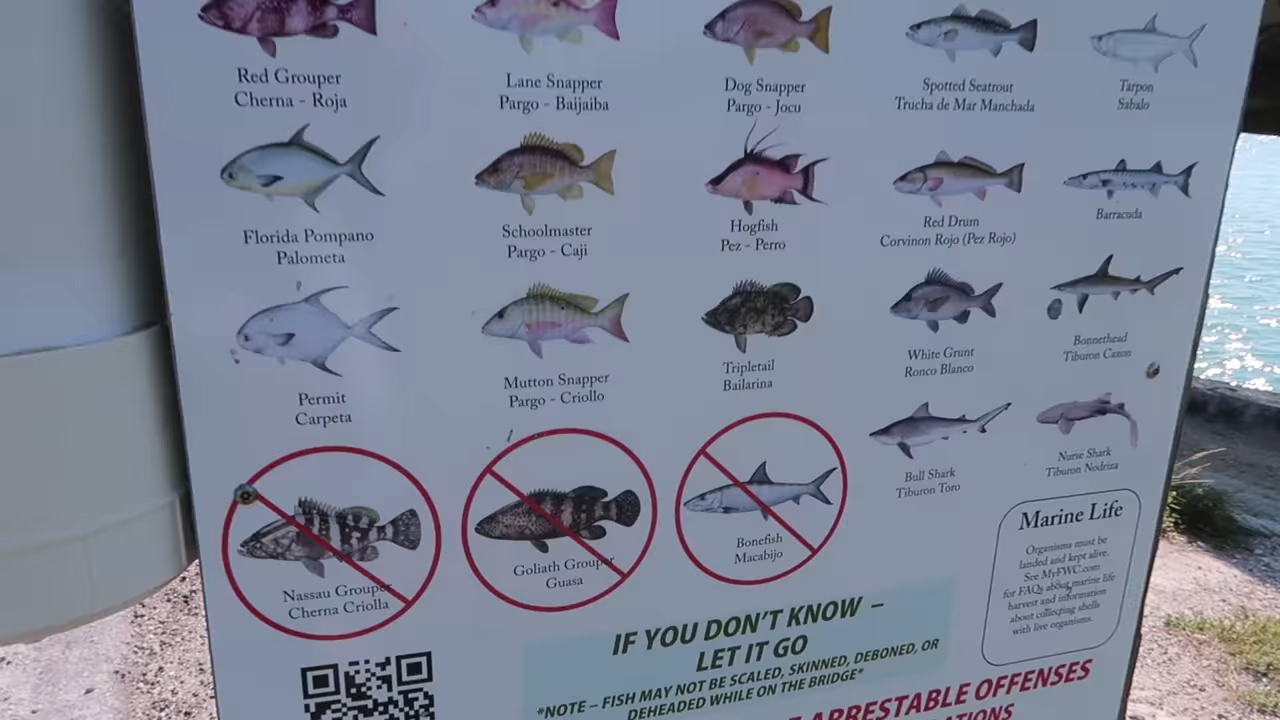 Red Grouper
Cherna - Roja
Lane Snapper
Pargo - Baijaiba
Dog Snapper
Pargo - Jocu
Spotted Seatrout
Trucha de Mar Manchada
Tarpon
Sabalo
Florida Pompano
Palometa
Schoolmaster
Pargo - Caji
Hogfish
Pez - Perro
Red Drum
Corvinon Rojo (Pez Rojo)
Barracuda
Permit
Carpeta
Mutton Snapper
Pargo - Criollo
Tripletail
Bailarina
White Grunt
Ronco Blanco
Bonnethead
Tiburon Cazon
Bull Shark
Tiburon Toro
Nurse Shark
Tiburon Nodriza
Nassau Grouper
Cherna Criolla
Goliath Grouper
Guasa
Bonefish
Macabijo
Marine Life
Organisms must be
landed and kept alive.
See MyFWC.com
for FAQs about marine life
harvest and information
about collecting shells
with live organisms.
IF YOU DON'T KNOW –
LET IT GO
*NOTE – FISH MAY NOT BE SCALED, SKINNED, DEBONED, OR
DEHEADED WHILE ON THE BRIDGE*
ARRESTABLE OFFENSES